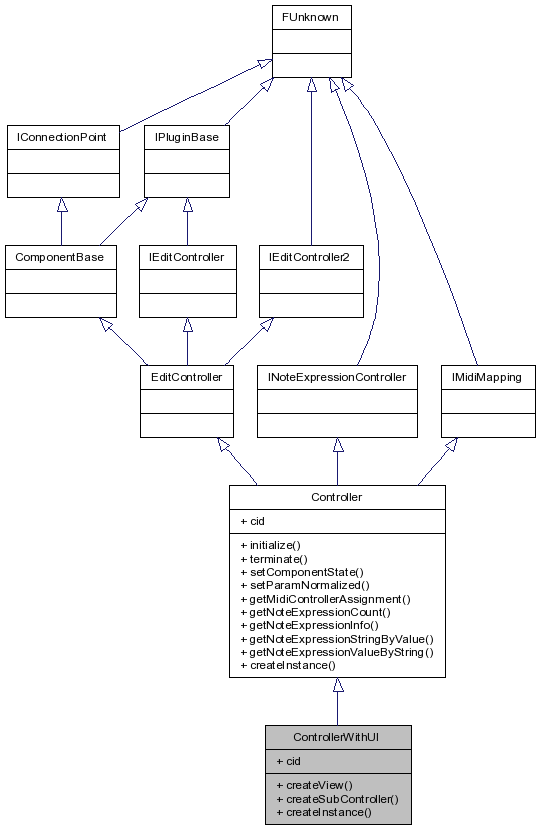 FUnknown
IConnectionPoint
IPluginBase
ComponentBase
IEditController
IEditController2
EditController
INoteExpressionController
IMidiMapping
Controller
+ cid
+ initialize()
+ terminate()
+ setComponentState()
+ setParamNormalized()
+ getMidiControllerAssignment()
+ getNoteExpressionCount()
+ getNoteExpressionInfo()
+ getNoteExpressionStringByValue()
+ getNoteExpressionValueByString()
+ createInstance()
ControllerWithUI
+ cid
+ createView()
+ createSubController()
+ createInstance()